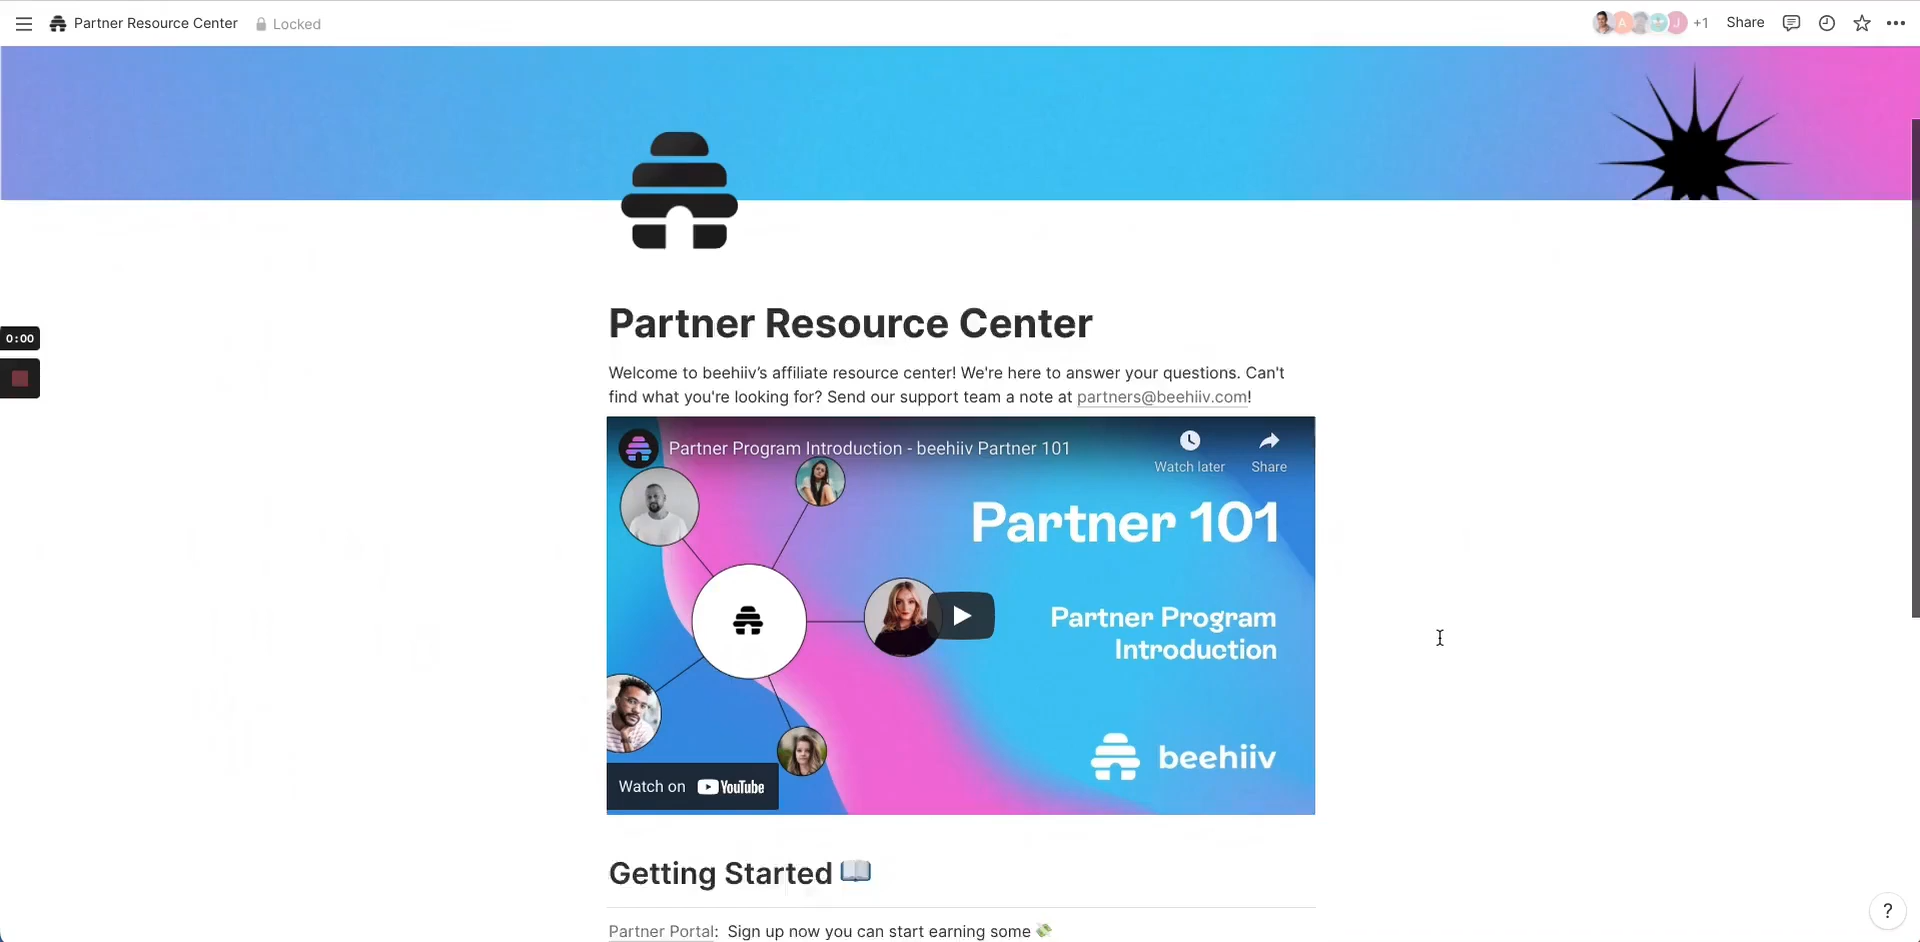 Partner Resource Center Locked
A J +1 Share
0:00
Partner Resource Center
Welcome to beehiiv’s affiliate resource center! We're here to answer your questions. Can't
find what you're looking for? Send our support team a note at partners@beehiiv.com!
Partner Program Introduction - beehiiv Partner 101
Watch later Share
Partner 101
Partner Program
Introduction
beehiiv
Watch on YouTube
Getting Started 📖
Partner Portal: Sign up now you can start earning some 💸
?